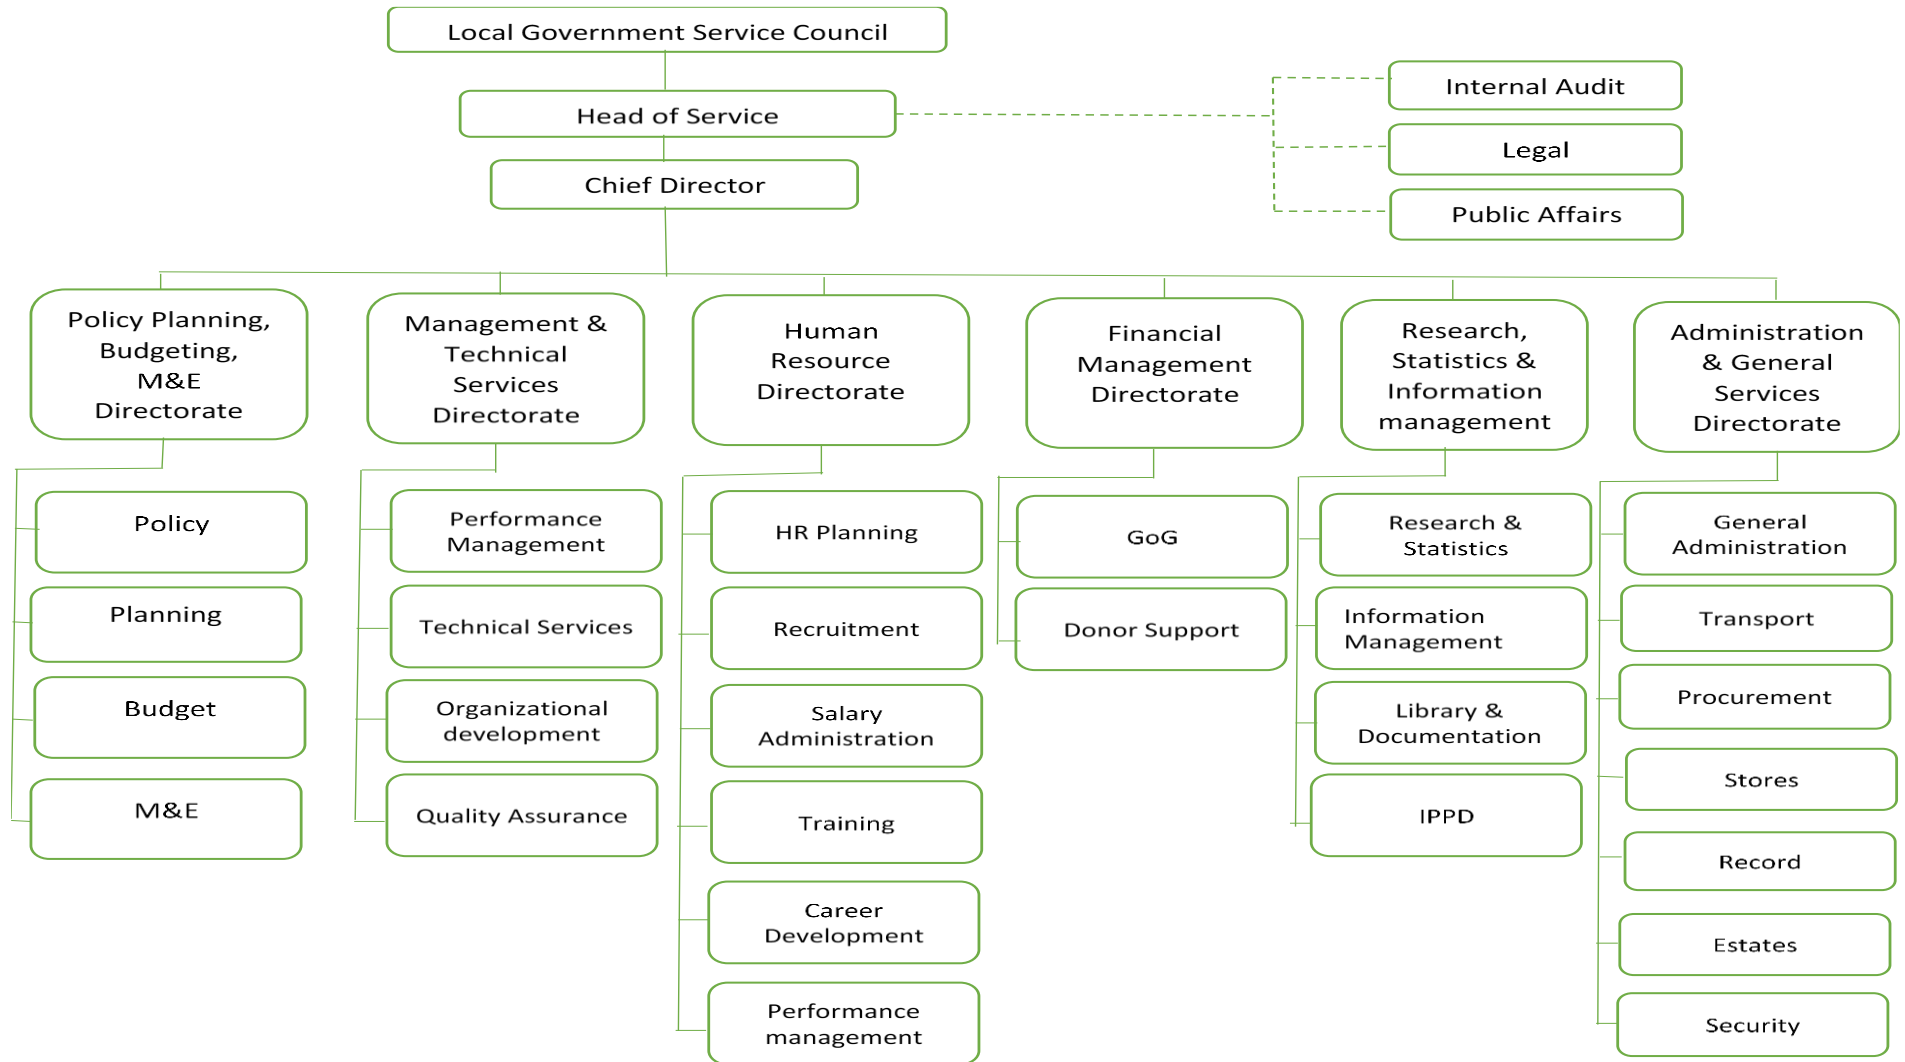 Local Government Service Council
Head of Service
Chief Director
Internal Audit
Legal
Public Affairs
Policy Planning,
Budgeting,
M&E
Directorate
Policy
Planning
Budget
M&E
Management &
Technical
Services
Directorate
Performance
Management
Technical Services
Organizational
development
Quality Assurance
Human
Resource
Directorate
HR Planning
Recruitment
Salary
Administration
Training
Career
Development
Performance
management
Financial
Management
Directorate
GoG
Donor Support
Research,
Statistics &
Information
management
Research &
Statistics
Information
Management
Library &
Documentation
IPPD
Administration
& General
Services
Directorate
General
Administration
Transport
Procurement
Stores
Record
Estates
Security